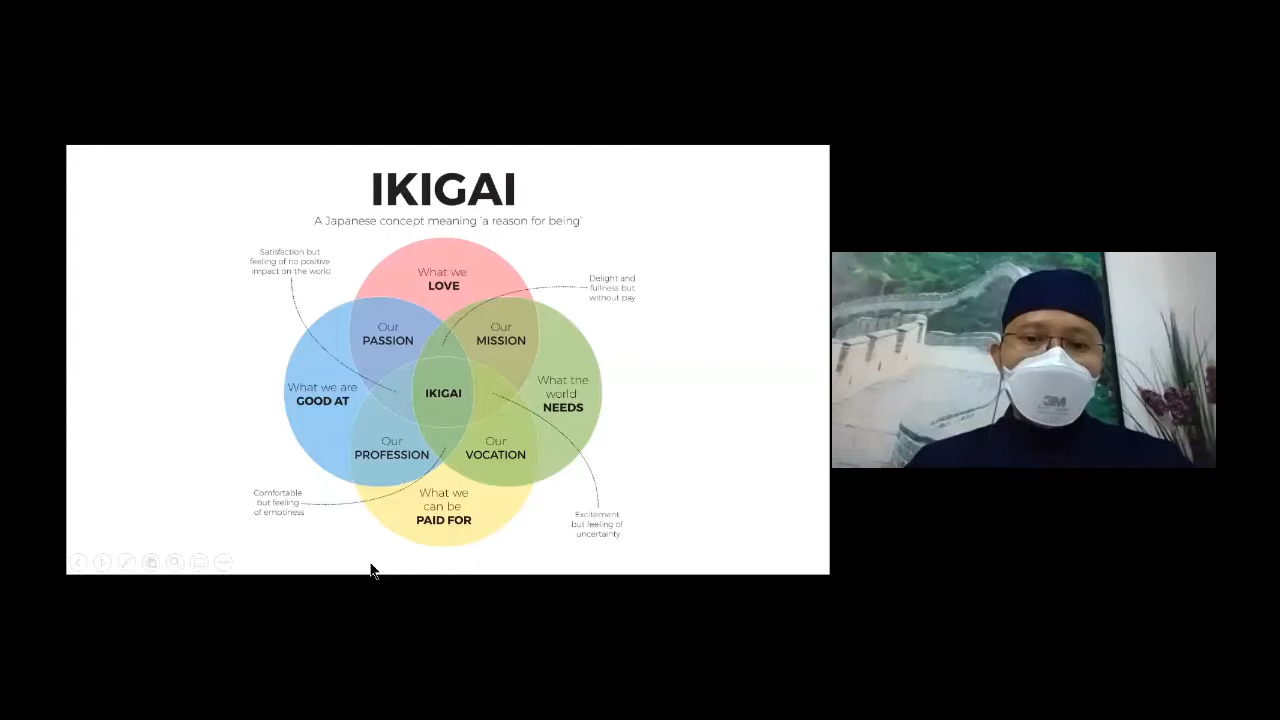 IKIGAI
A Japanese concept meaning 'a reason for being'
Satisfaction but
feeling of no positive
impact on the world
What we
LOVE
Delight and
fullness but
without pay
Our
PASSION
Our
MISSION
What we are
GOOD AT
IKIGAI
What the
world
NEEDS
Our
PROFESSION
Our
VOCATION
Comfortable
but feeling
of emptiness
What we
can be
PAID FOR
Excitement
but feeling of
uncertainty
3M